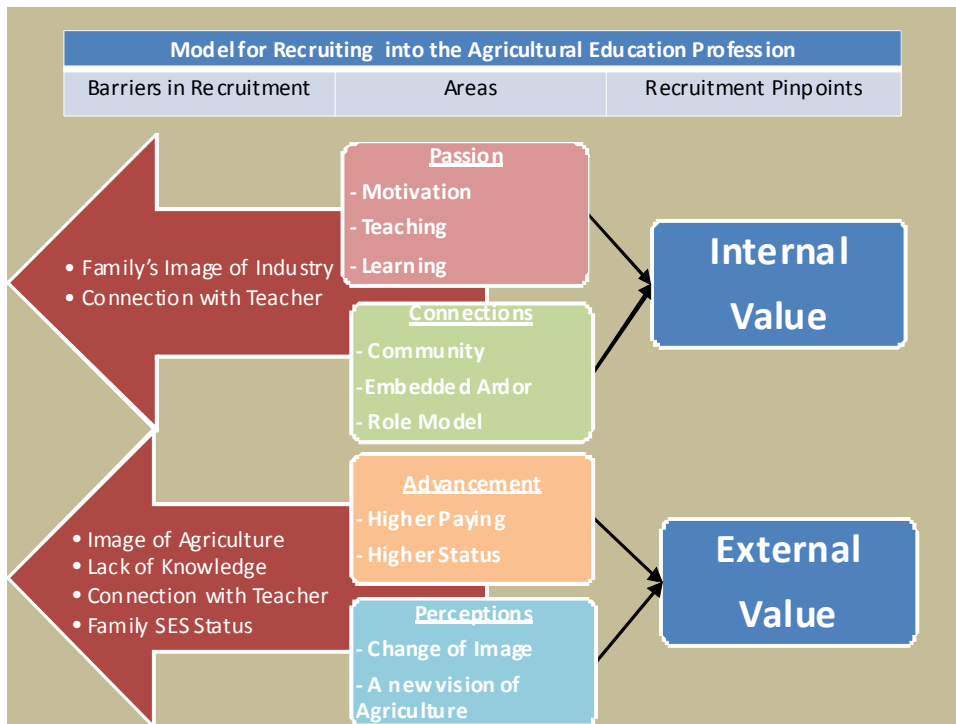 Model for Recruiting into the Agricultural Education Profession
Barriers in Recruitment
Areas
Recruitment Pinpoints
• Family's Image of Industry
• Connection with Teacher
Passion
- Motivation
- Teaching
- Learning
Connections
- Community
-Embedded Ardor
- Role Model
Internal
Value
• Image of Agriculture
• Lack of Knowledge
• Connection with Teacher
• Family SES Status
Advancement
- Higher Paying
- Higher Status
Perceptions
- Change of Image
- A new vision of
Agriculture
External
Value